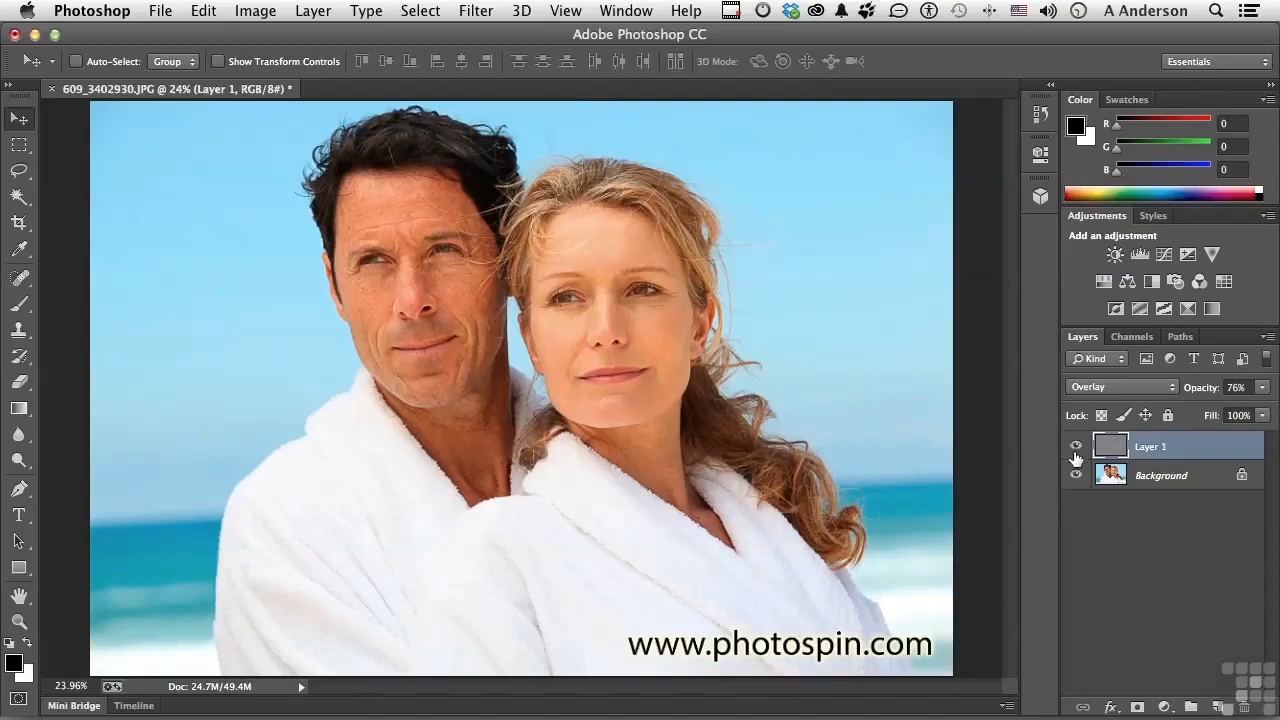 Photoshop File Edit Image Layer Type Select Filter 3D View Window Help A Anderson
Adobe Photoshop CC
Auto-Select: Group Show Transform Controls 3D Mode: Essentials
609_3402930.JPG @ 24% (Layer 1, RGB/8#) *
Color Swatches
R 0
G 0
B 0
Adjustments Styles
Add an adjustment
Layers Channels Paths
Kind
Overlay Opacity: 76%
Lock: Fill: 100%
Layer 1
Background
www.photospin.com
23.96% Doc: 24.7M/49.4M
Mini Bridge Timeline